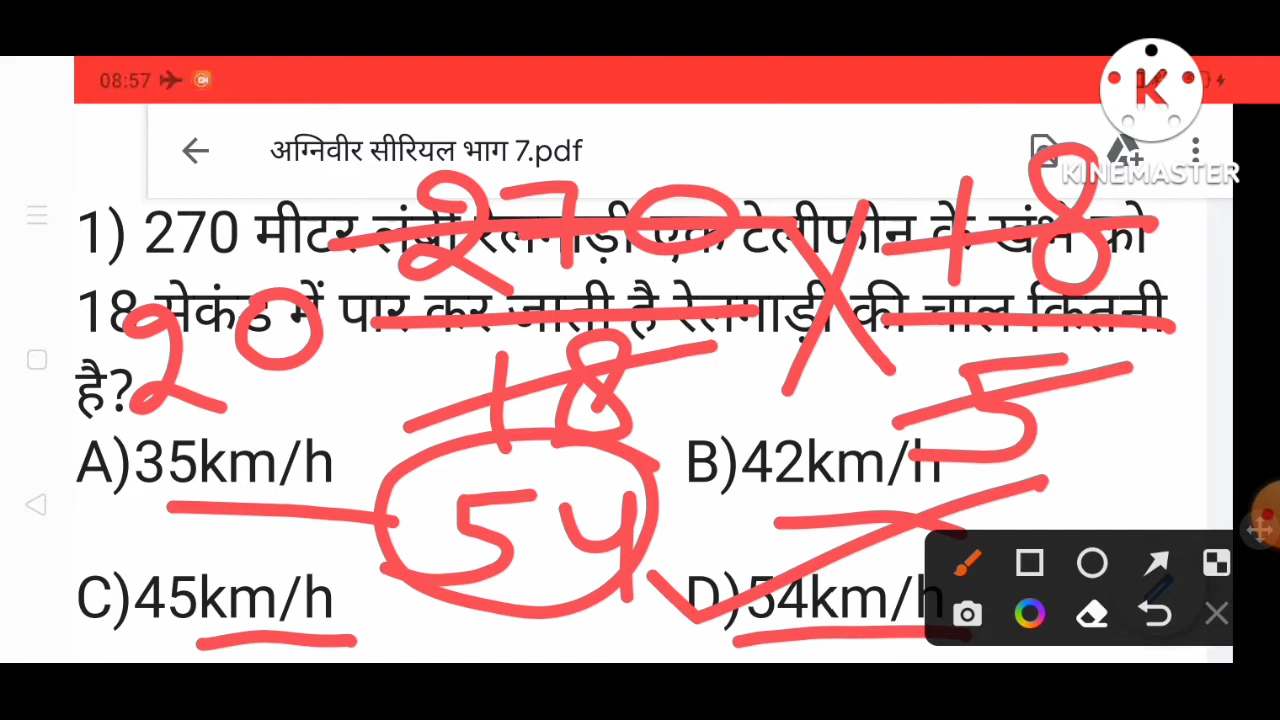 08:57
KINEMASTER
अग्निवीर सीरियल भाग 7.pdf
1) 270 मीटर लंबी रेलगाड़ी एक टेलीफोन के खंभे को
18 सेकंड में पार कर जाती है रेलगाड़ी की चाल कितनी
है?
270 X 18
20
18 5
54
A)35km/h B)42km/h
C)45km/h D)54km/h